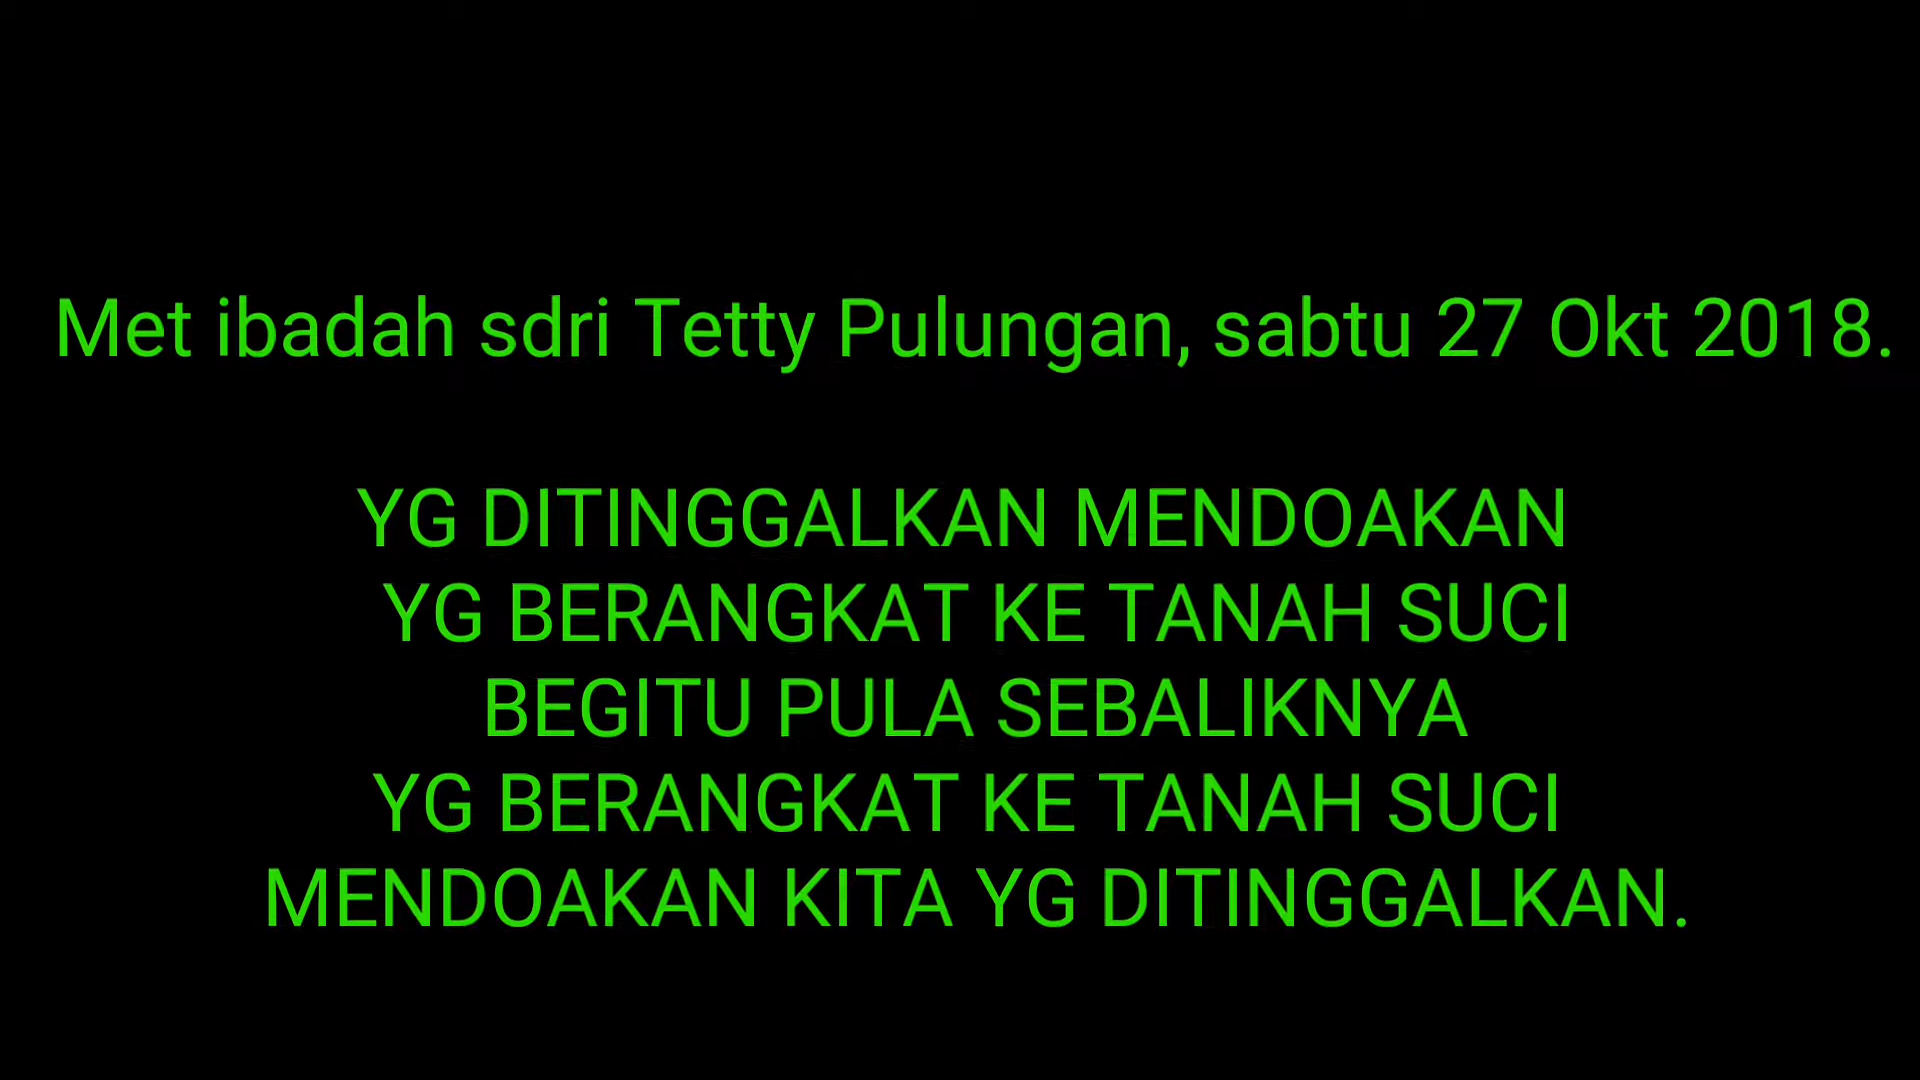 Met ibadah sdri Tetty Pulungan, sabtu 27 Okt 2018.
YG DITINGGALKAN MENDOAKAN
YG BERANGKAT KE TANAH SUCI
BEGITU PULA SEBALIKNYA
YG BERANGKAT KE TANAH SUCI
MENDOAKAN KITA YG DITINGGALKAN.